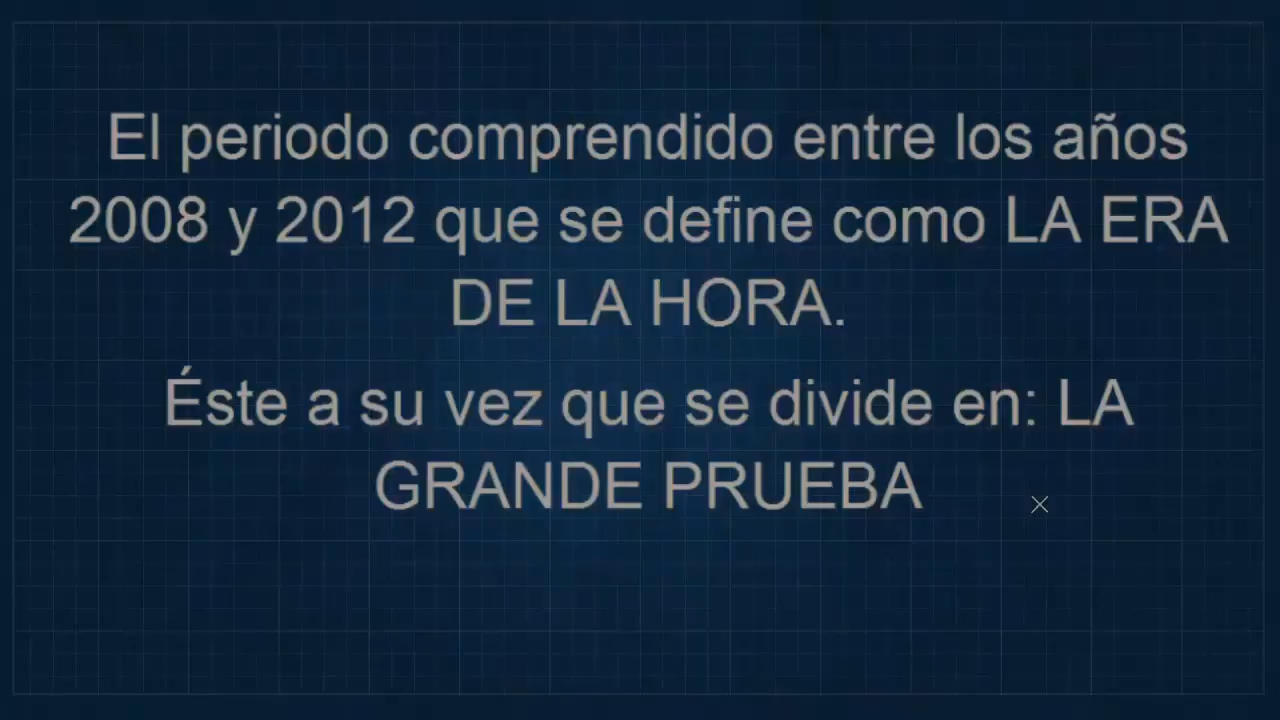 El periodo comprendido entre los años
2008 y 2012 que se define como LA ERA
DE LA HORA.
Éste a su vez que se divide en: LA
GRANDE PRUEBA